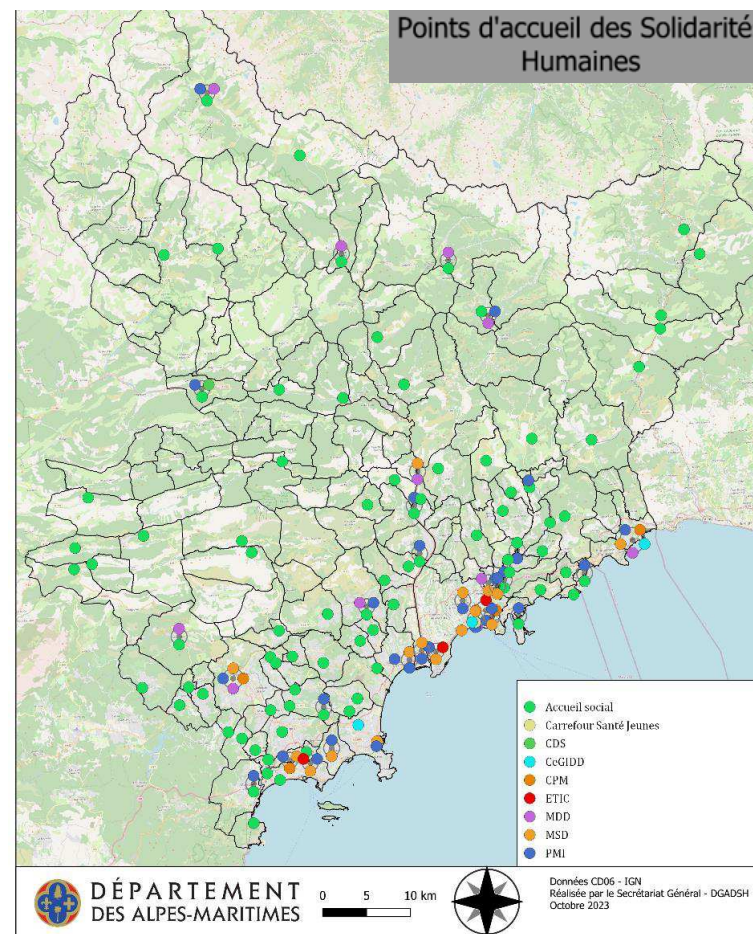 Points d'accueil des Solidarité
Humaines
Accueil social
Carrefour Santé Jeunes
CDS
CeGIDD
CPM
ETIC
MDD
MSD
PMI
DÉPARTEMENT
DES ALPES-MARITIMES
0 5 10 km
Données CD06 - IGN
Réalisée par le Secrétariat Général - DGADSH
Octobre 2023